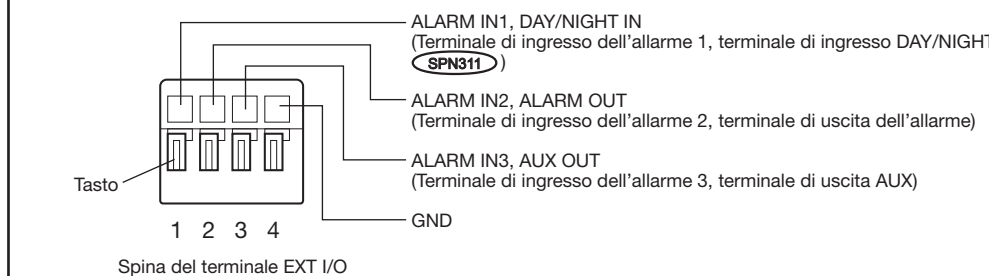 ALARM IN1, DAY/NIGHT IN
(Terminale di ingresso dell'allarme 1, terminale di ingresso DAY/NIGHT
SPN311 )
ALARM IN2, ALARM OUT
(Terminale di ingresso dell'allarme 2, terminale di uscita dell'allarme)
ALARM IN3, AUX OUT
(Terminale di ingresso dell'allarme 3, terminale di uscita AUX)
GND
Tasto
1 2 3 4
Spina del terminale EXT I/O